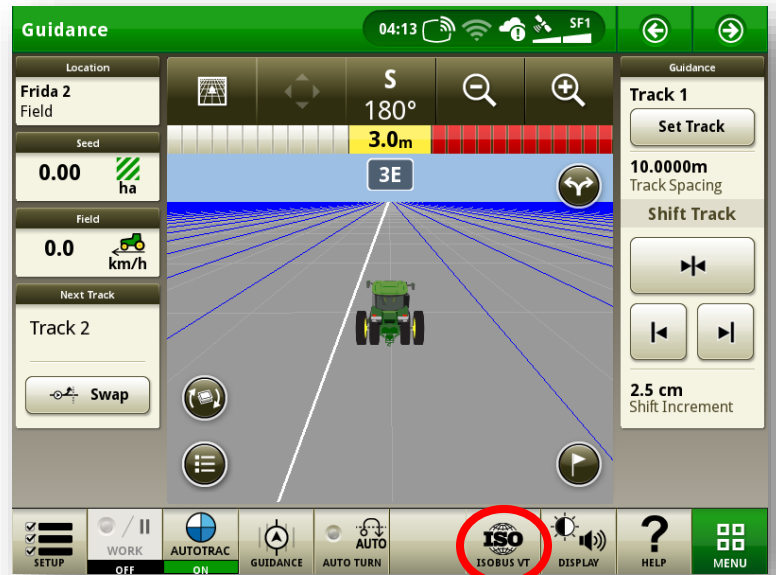 Guidance
04:13
SF1
Location
Frida 2
Field
Seed
0.00
ha
Field
0.0
km/h
Next Track
Track 2
Swap
S
180°
3.0m
3E
Guidance
Track 1
Set Track
10.0000m
Track Spacing
Shift Track
2.5 cm
Shift Increment
SETUP
WORK
OFF
AUTOTRAC
ON
GUIDANCE
AUTO
AUTO TURN
ISO
ISOBUS VT
DISPLAY
?
HELP
MENU